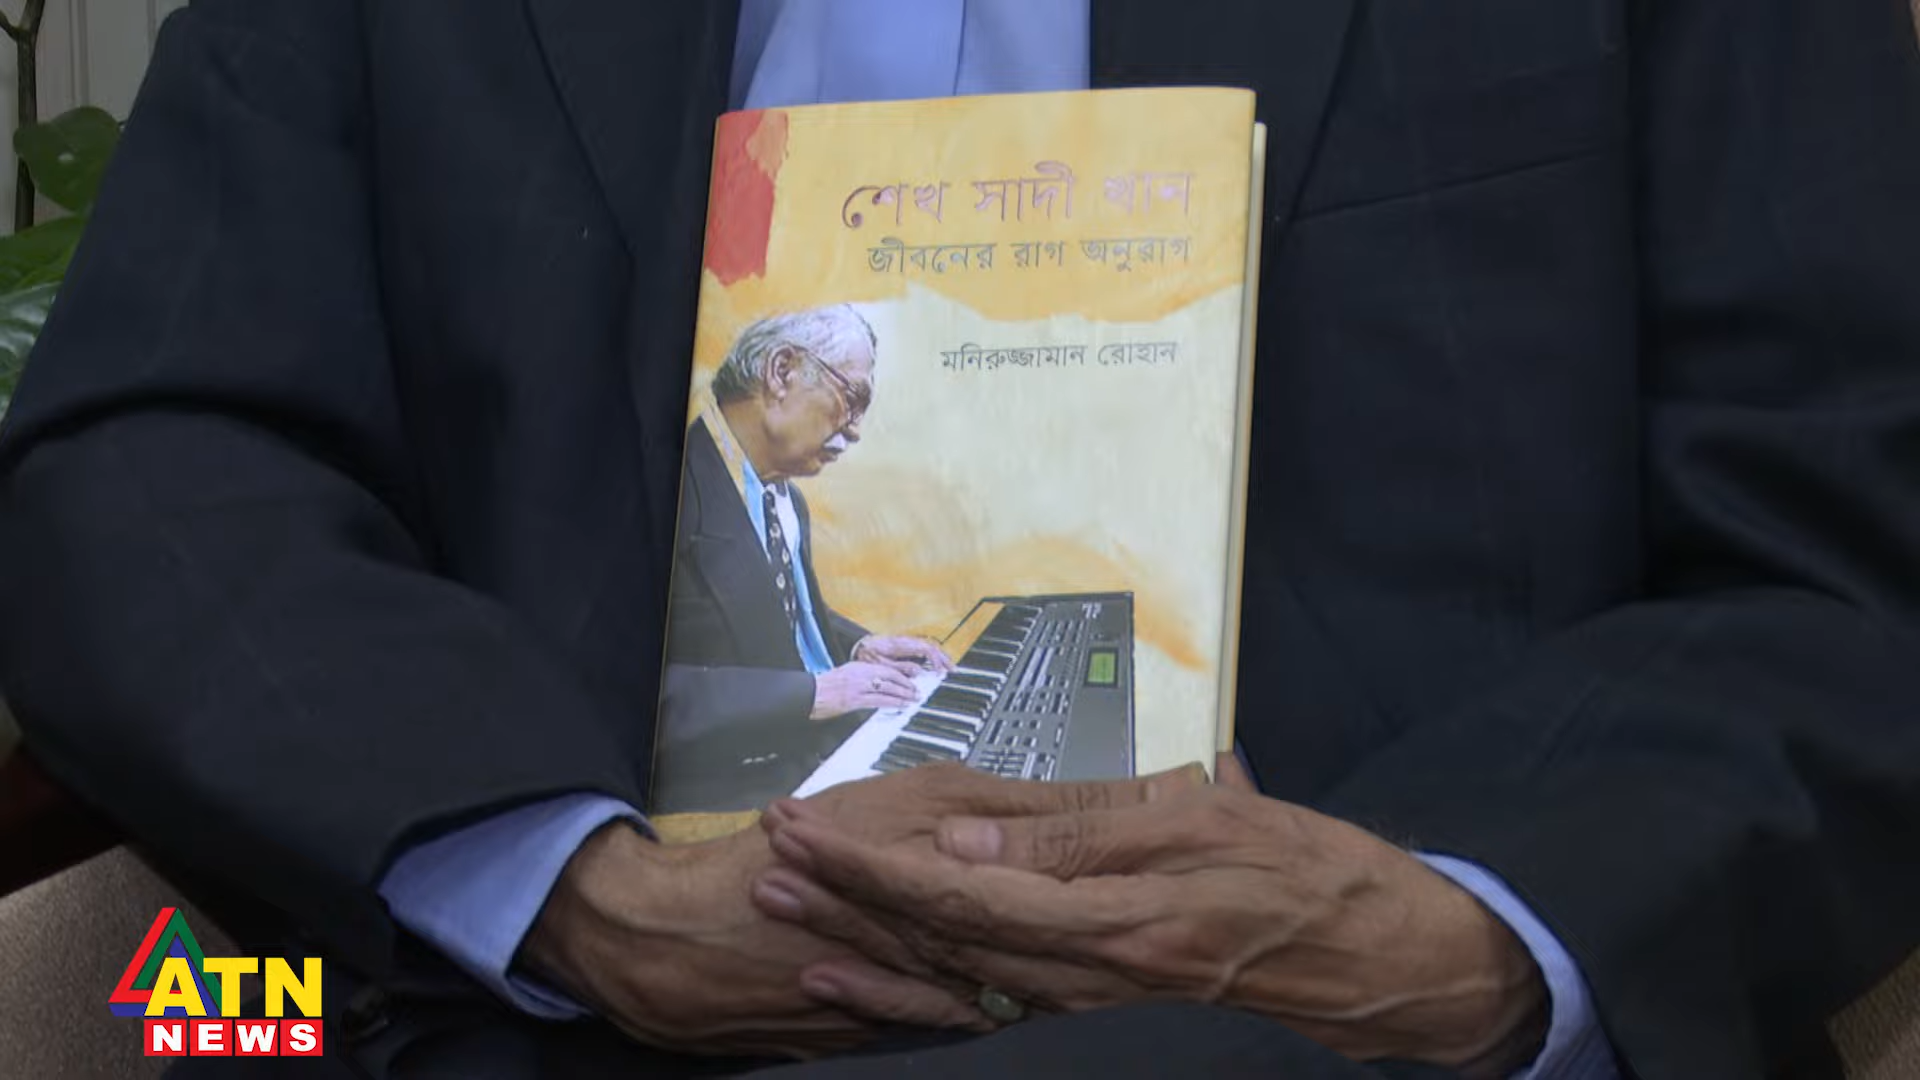 শেখ সাদী খান
জীবনের রাগ অনুরাগ
মনিরুজ্জামান রোহান
ATN
NEWS